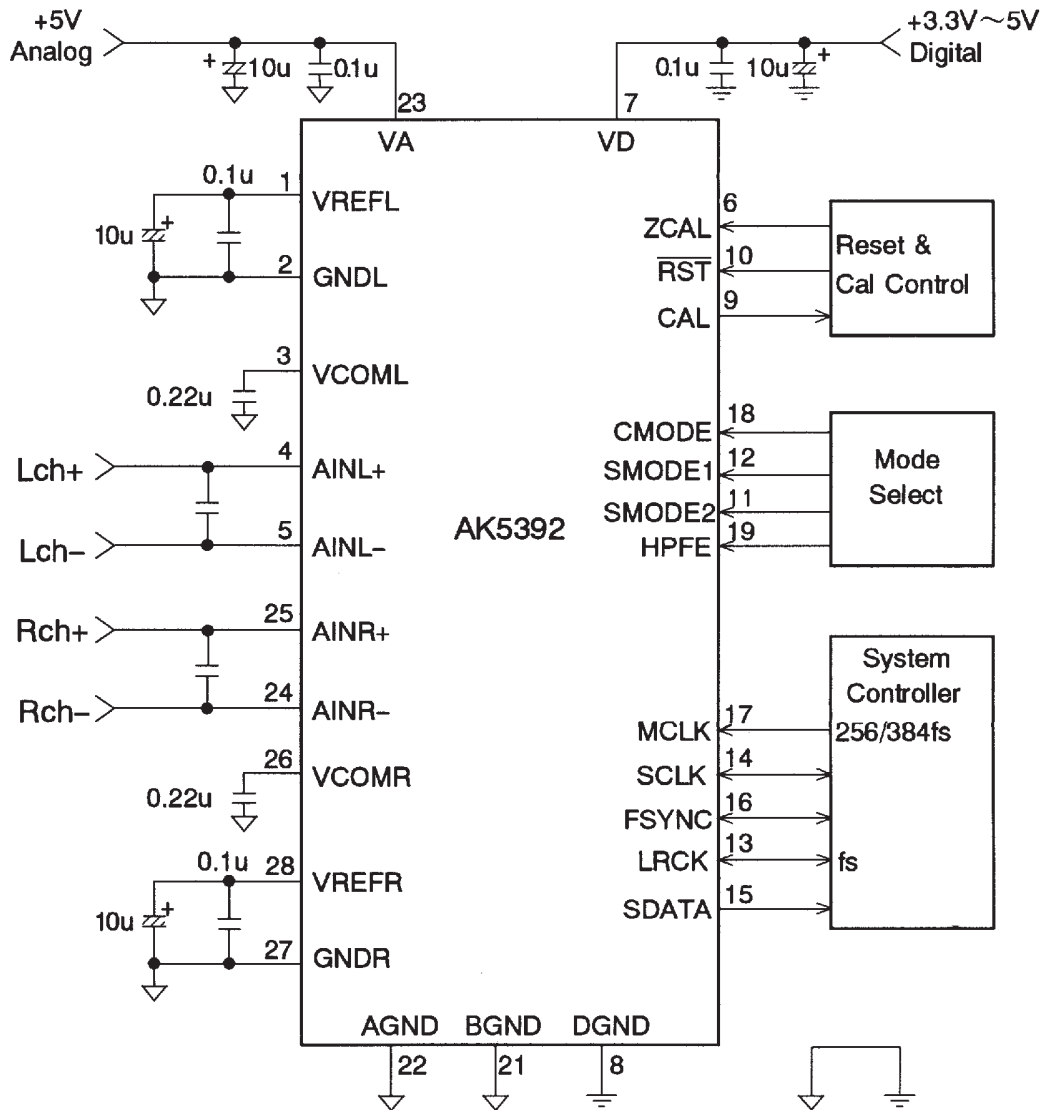 +5V
Analog
+ 10u
0.1u
+3.3V～5V
Digital
0.1u
10u +
23
7
VA
VD
0.1u
1
VREFL
10u +
2
GNDL
3
VCOML
0.22u
Lch+
4
AINL+
Lch−
5
AINL−
Rch+
25
AINR+
Rch−
24
AINR−
26
VCOMR
0.22u
0.1u
28
VREFR
10u +
27
GNDR
AK5392
6
ZCAL
10
RST
9
CAL
Reset &
Cal Control
18
CMODE
12
SMODE1
11
SMODE2
19
HPFE
Mode
Select
System
Controller
17
MCLK
256/384fs
14
SCLK
16
FSYNC
13
LRCK
fs
15
SDATA
AGND BGND DGND
22 21 8